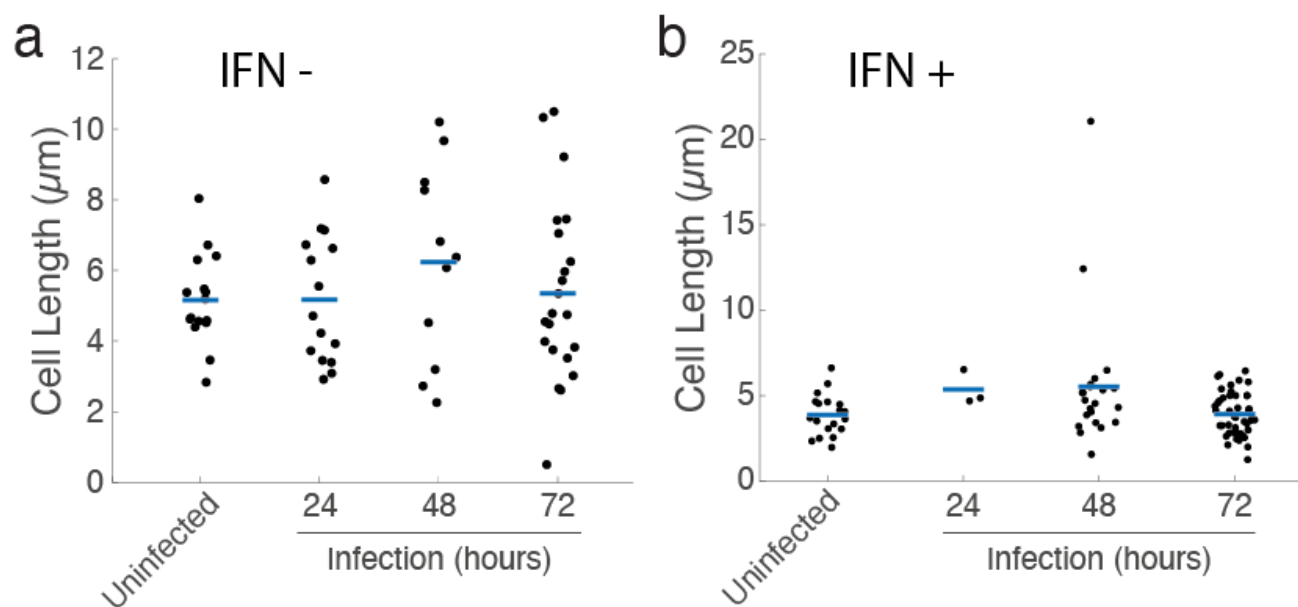 a
IFN -
Cell Length (µm)
12
10
8
6
4
2
0
Uninfected
24
48
72
Infection (hours)
b
IFN +
Cell Length (µm)
25
20
15
10
5
0
Uninfected
24
48
72
Infection (hours)